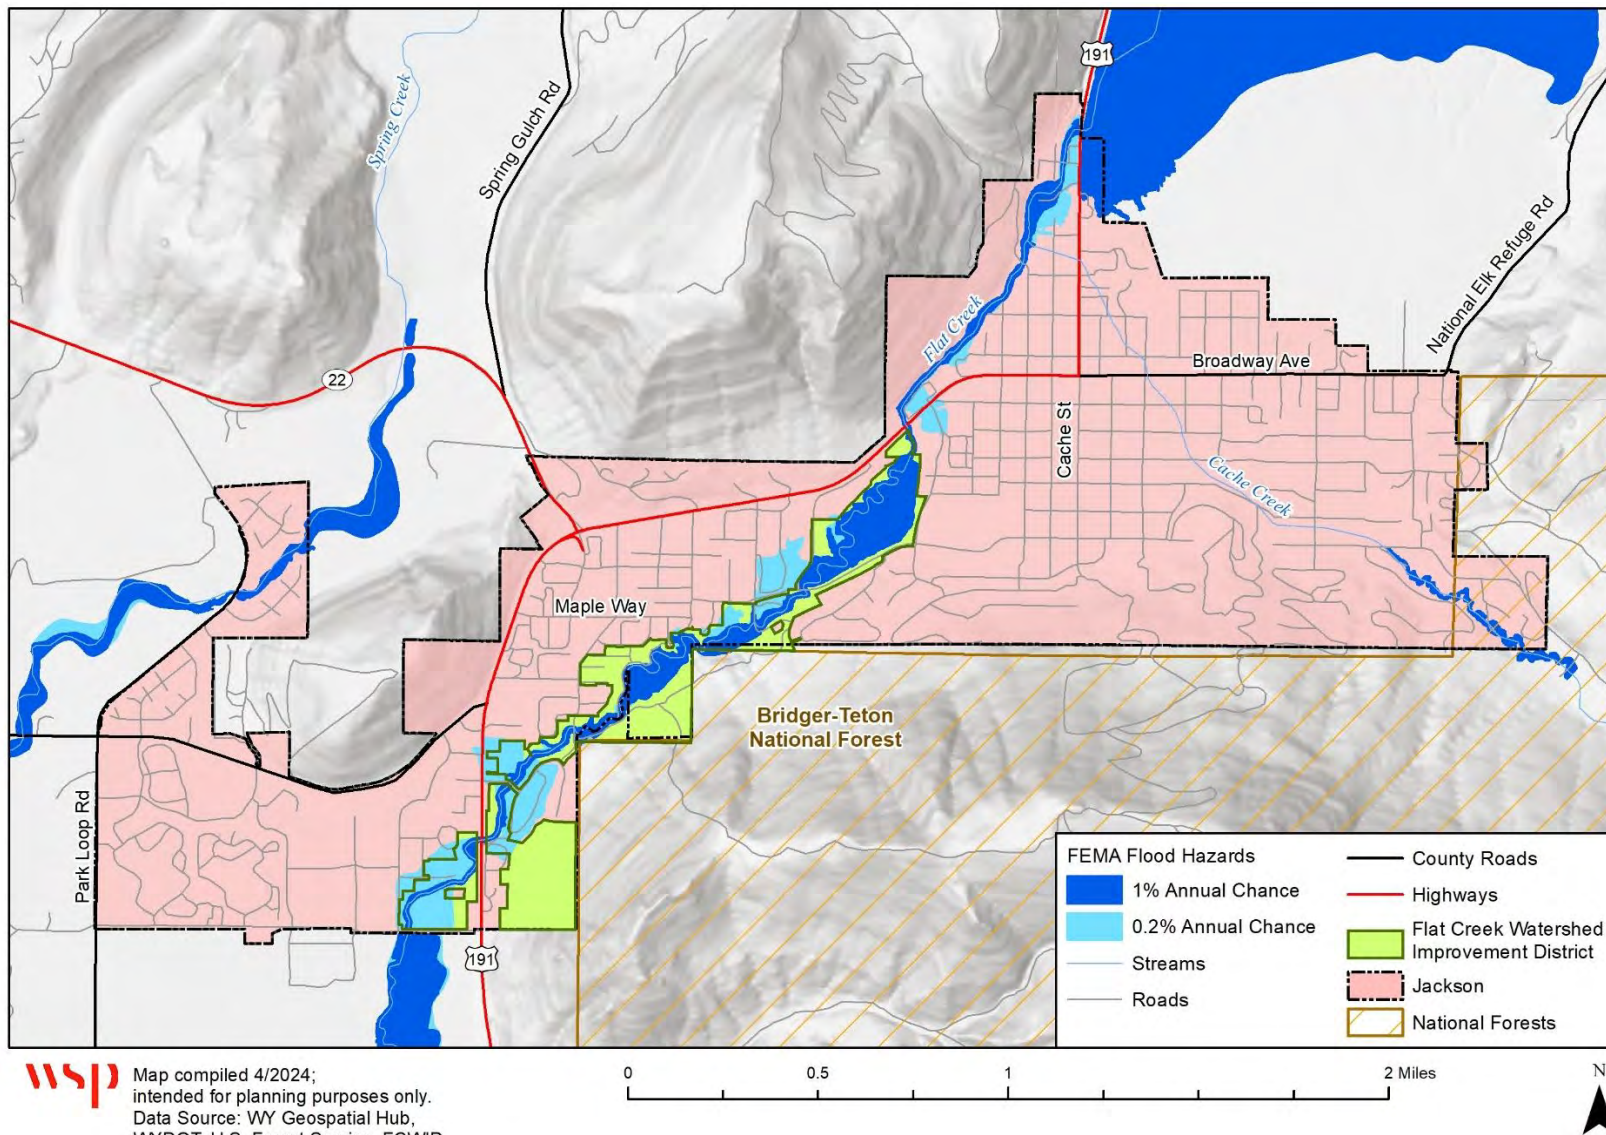 191
Spring Creek
Spring Gulch Rd
National Elk Refuge Rd
Flat Creek
22
Broadway Ave
Cache St
Cache Creek
Maple Way
Bridger-Teton
National Forest
Park Loop Rd
191
FEMA Flood Hazards
1% Annual Chance
0.2% Annual Chance
Streams
Roads
County Roads
Highways
Flat Creek Watershed
Improvement District
Jackson
National Forests
wsp
Map compiled 4/2024;
intended for planning purposes only.
Data Source: WY Geospatial Hub,
0 0.5 1 2 Miles
N